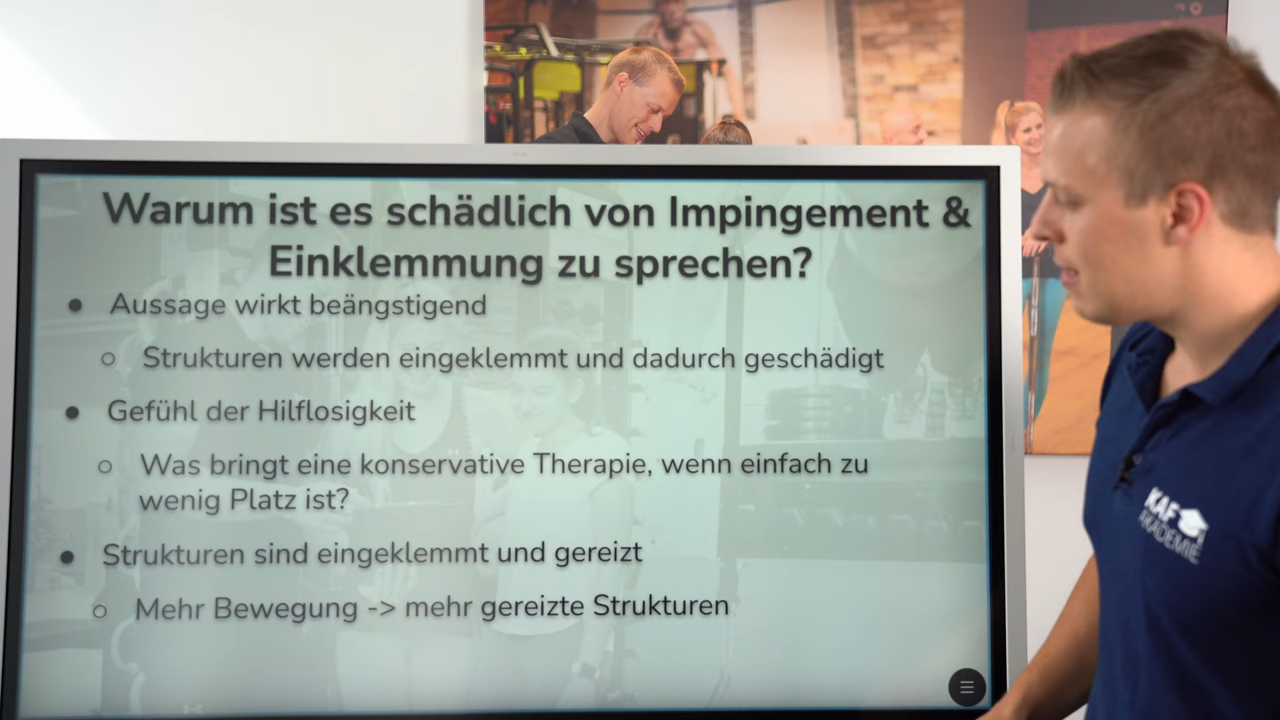 Warum ist es schädlich von Impingement &
Einklemmung zu sprechen?
● Aussage wirkt beängstigend
○ Strukturen werden eingeklemmt und dadurch geschädigt
● Gefühl der Hilflosigkeit
○ Was bringt eine konservative Therapie, wenn einfach zu
wenig Platz ist?
● Strukturen sind eingeklemmt und gereizt
○ Mehr Bewegung -> mehr gereizte Strukturen
KAF
AKADEMIE